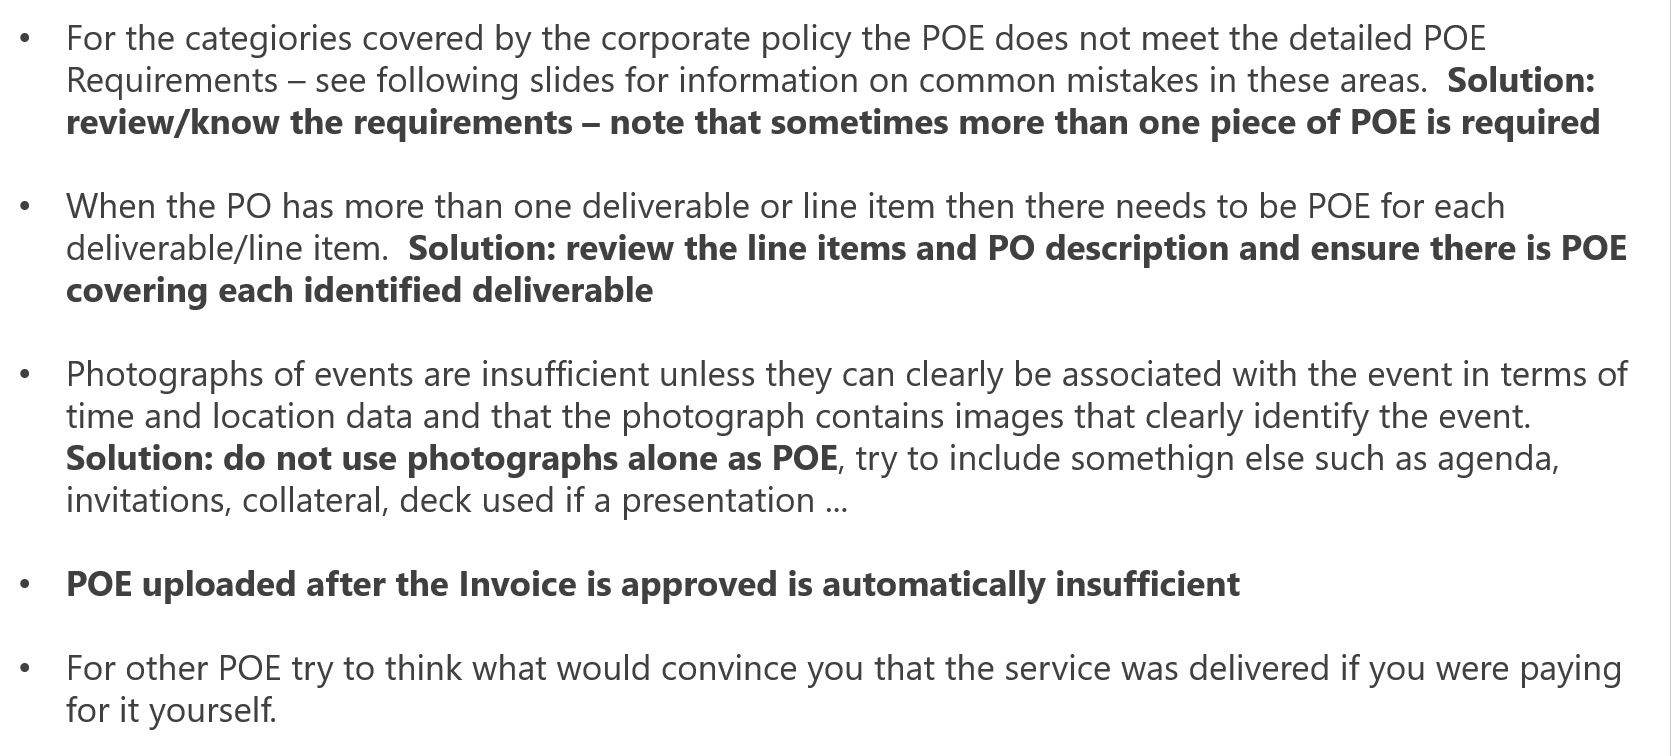 • For the categiories covered by the corporate policy the POE does not meet the detailed POE
Requirements – see following slides for information on common mistakes in these areas.  Solution:
review/know the requirements – note that sometimes more than one piece of POE is required
• When the PO has more than one deliverable or line item then there needs to be POE for each
deliverable/line item.  Solution: review the line items and PO description and ensure there is POE
covering each identified deliverable
• Photographs of events are insufficient unless they can clearly be associated with the event in terms of
time and location data and that the photograph contains images that clearly identify the event.
Solution: do not use photographs alone as POE, try to include somethign else such as agenda,
invitations, collateral, deck used if a presentation ...
• POE uploaded after the Invoice is approved is automatically insufficient
• For other POE try to think what would convince you that the service was delivered if you were paying
for it yourself.